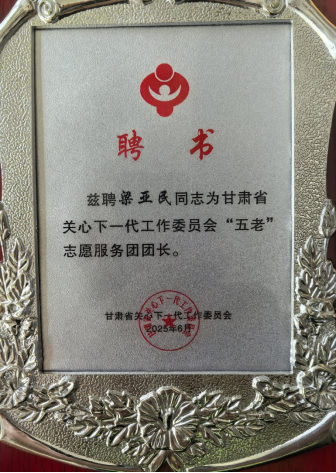 聘书
兹聘梁亚民同志为甘肃省
关心下一代工作委员会“五老”
志愿服务团团长。
甘肃省关心下一代工作委员会
2025年6月